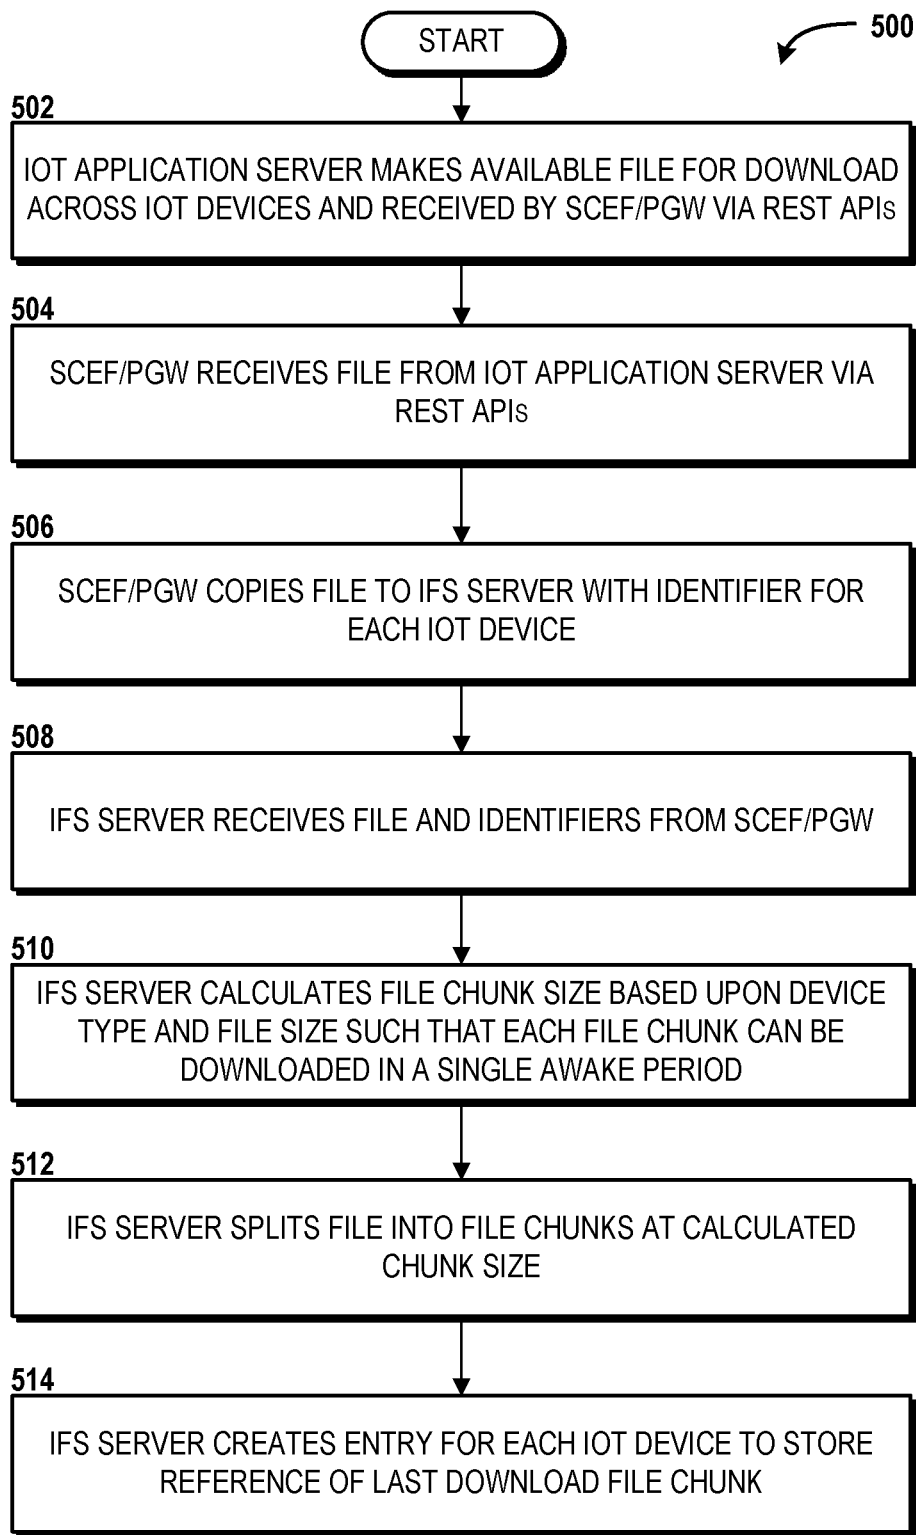 START
500
502
IOT APPLICATION SERVER MAKES AVAILABLE FILE FOR DOWNLOAD
ACROSS IOT DEVICES AND RECEIVED BY SCEF/PGW VIA REST APIs
504
SCEF/PGW RECEIVES FILE FROM IOT APPLICATION SERVER VIA
REST APIs
506
SCEF/PGW COPIES FILE TO IFS SERVER WITH IDENTIFIER FOR
EACH IOT DEVICE
508
IFS SERVER RECEIVES FILE AND IDENTIFIERS FROM SCEF/PGW
510
IFS SERVER CALCULATES FILE CHUNK SIZE BASED UPON DEVICE
TYPE AND FILE SIZE SUCH THAT EACH FILE CHUNK CAN BE
DOWNLOADED IN A SINGLE AWAKE PERIOD
512
IFS SERVER SPLITS FILE INTO FILE CHUNKS AT CALCULATED
CHUNK SIZE
514
IFS SERVER CREATES ENTRY FOR EACH IOT DEVICE TO STORE
REFERENCE OF LAST DOWNLOAD FILE CHUNK